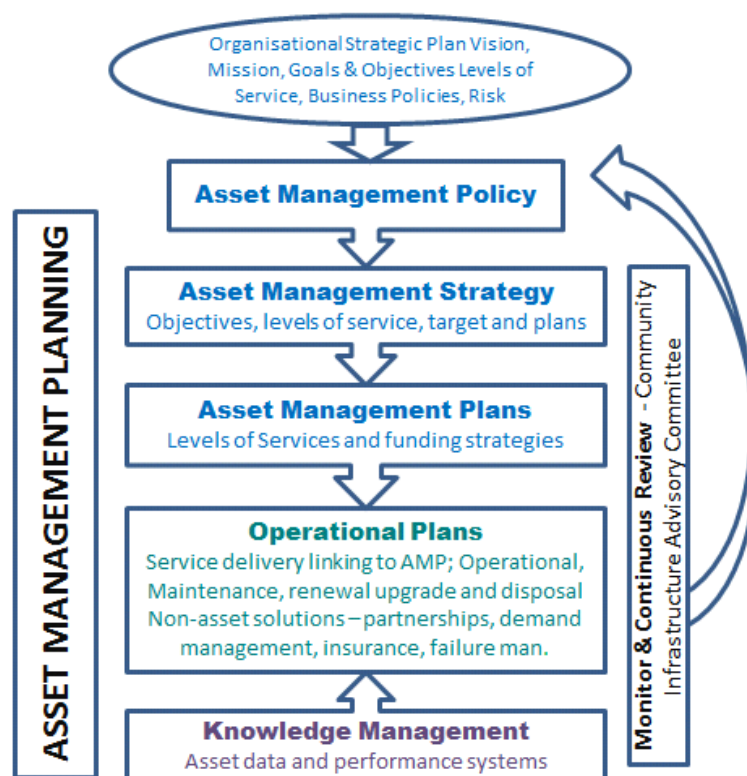 Organisational Strategic Plan Vision,
Mission, Goals & Objectives Levels of
Service, Business Policies, Risk
Asset Management Policy
ASSET MANAGEMENT PLANNING
Asset Management Strategy
Objectives, levels of service, target and plans
Asset Management Plans
Levels of Services and funding strategies
Operational Plans
Service delivery linking to AMP; Operational,
Maintenance, renewal upgrade and disposal
Non-asset solutions – partnerships, demand
management, insurance, failure man.
Knowledge Management
Asset data and performance systems
Monitor & Continuous Review - Community
Infrastructure Advisory Committee